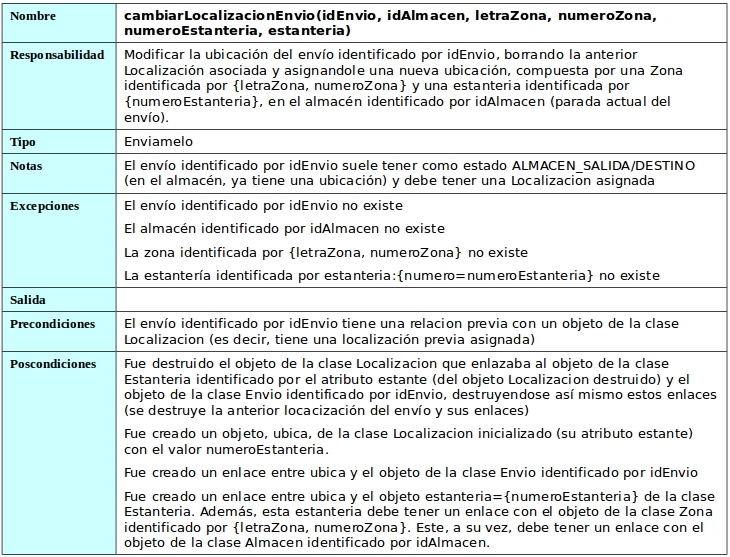 Nombre
cambiarLocalizacionEnvio(idEnvio, idAlmacen, letraZona, numeroZona,
numeroEstanteria, estanteria)
Responsabilidad
Modificar la ubicación del envío identificado por idEnvio, borrando la anterior
Localización asociada y asignandole una nueva ubicación, compuesta por una Zona
identificada por {letraZona, numeroZona} y una estanteria identificada por
{numeroEstanteria}, en el almacén identificado por idAlmacen (parada actual del
envío).
Tipo
Enviamelo
Notas
El envío identificado por idEnvio suele tener como estado ALMACEN_SALIDA/DESTINO
(en el almacén, ya tiene una ubicación) y debe tener una Localizacion asignada
Excepciones
El envío identificado por idEnvio no existe
El almacén identificado por idAlmacen no existe
La zona identificada por {letraZona, numeroZona} no existe
La estantería identificada por estanteria:{numero=numeroEstanteria} no existe
Salida
Precondiciones
El envío identificado por idEnvio tiene una relacion previa con un objeto de la clase
Localizacion (es decir, tiene una localización previa asignada)
Poscondiciones
Fue destruido el objeto de la clase Localizacion que enlazaba al objeto de la clase
Estanteria identificado por el atributo estante (del objeto Localizacion destruido) y el
objeto de la clase Envio identificado por idEnvio, destruyendose así mismo estos enlaces
(se destruye la anterior locacización del envío y sus enlaces)
Fue creado un objeto, ubica, de la clase Localizacion inicializado (su atributo estante)
con el valor numeroEstanteria.
Fue creado un enlace entre ubica y el objeto de la clase Envio identificado por idEnvio
Fue creado un enlace entre ubica y el objeto estanteria={numeroEstanteria} de la clase
Estanteria. Además, esta estanteria debe tener un enlace con el objeto de la clase Zona
identificado por {letraZona, numeroZona}. Este, a su vez, debe tener un enlace con el
objeto de la clase Almacen identificado por idAlmacen.